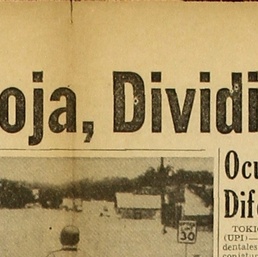 oja, Dividi
Ocu
Dife
TOKIO
(UPI)—
dentales
30